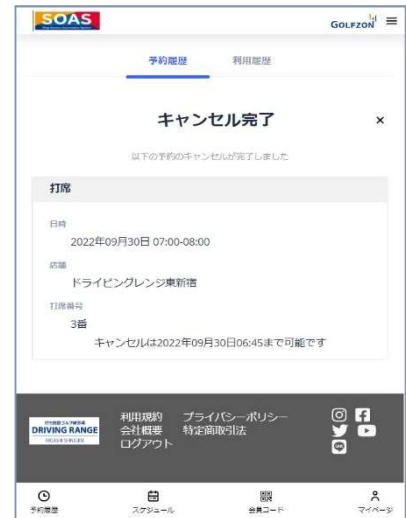 SOAS
GOLFZON
予約履歴 利用履歴
キャンセル完了 ×
以下の予約のキャンセルが完了しました
打席
日時
2022年09月30日 07:00-08:00
店舗
ドライビングレンジ東新宿
打席番号
3番
キャンセルは2022年09月30日06:45まで可能です
DRIVING RANGE
利用規約 プライバシーポリシー
会社概要 特定商取引法
ログアウト
予約履歴 スケジュール 会員コード マイページ